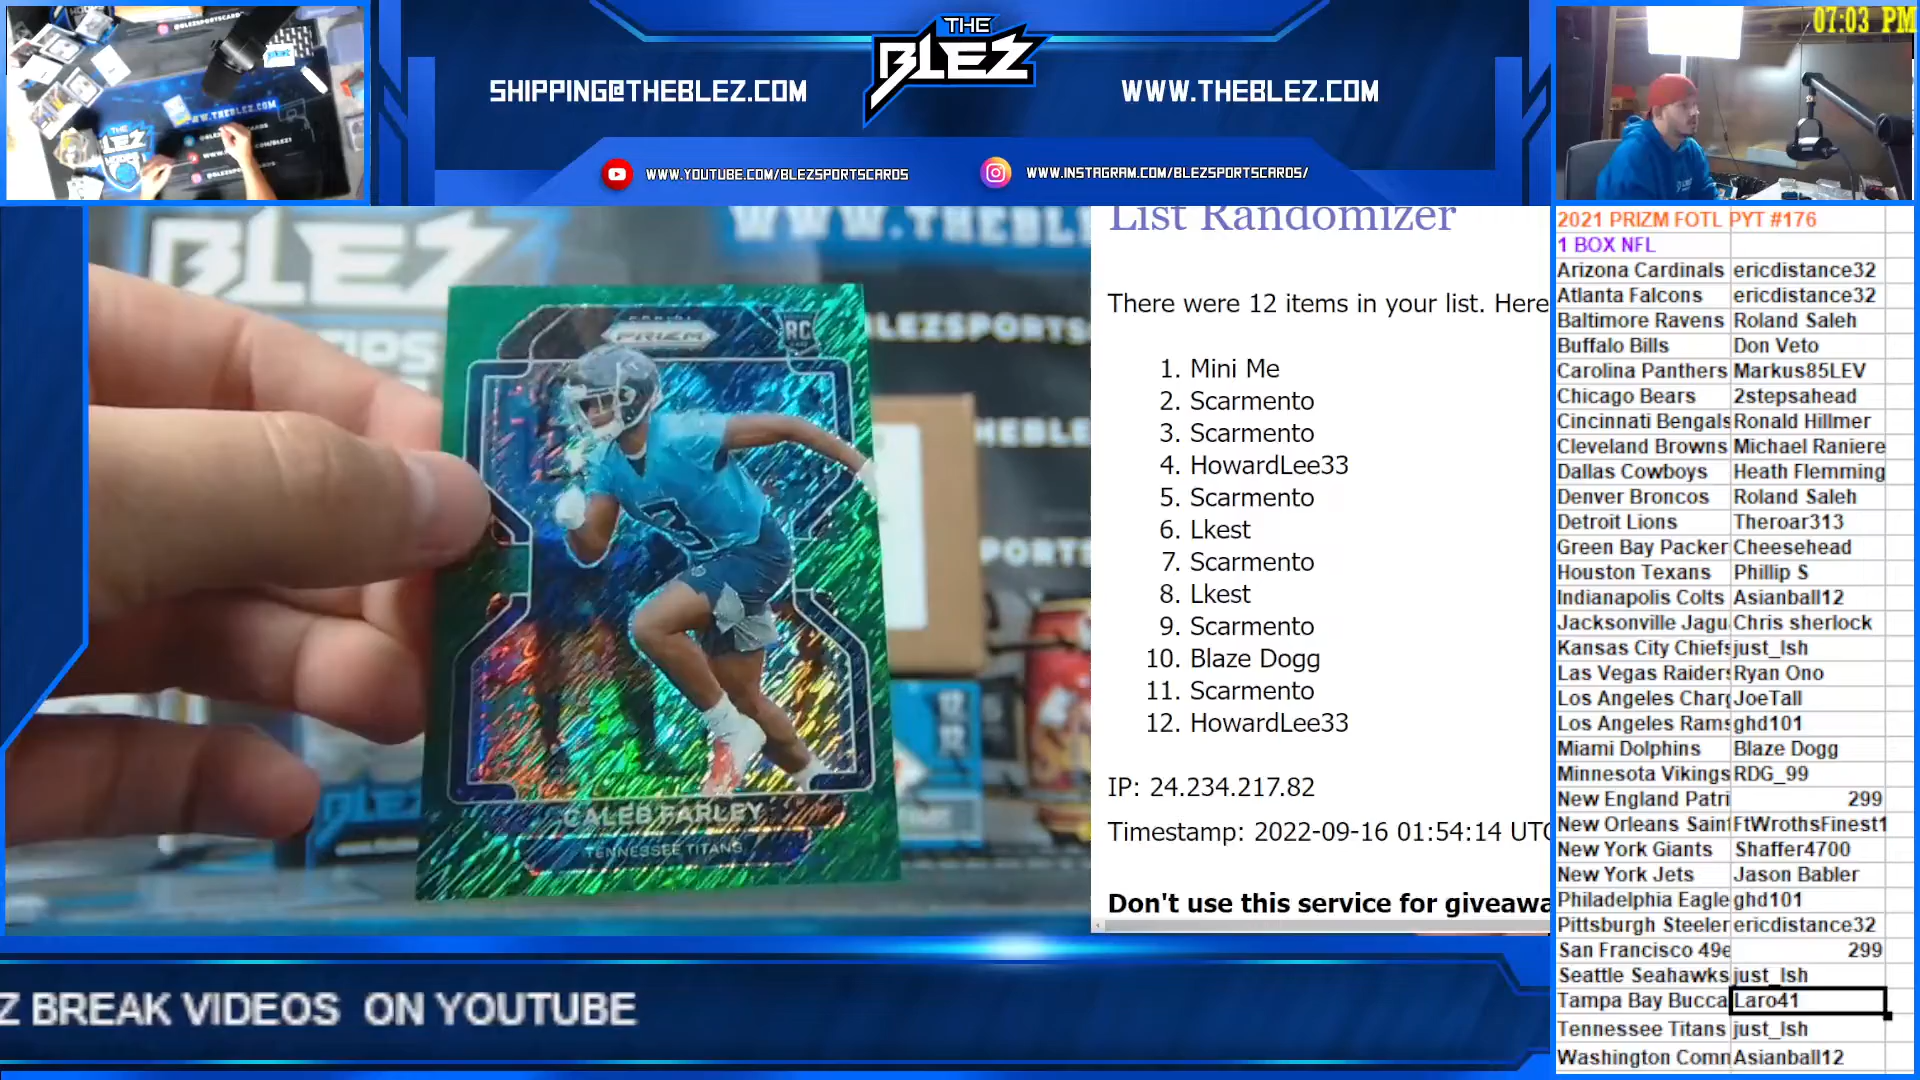 THE
BLEZ
SHIPPING@THEBLEZ.COM
WWW.THEBLEZ.COM
WWW.YOUTUBE.COM/BLEZSPORTSCARDS
WWW.INSTAGRAM.COM/BLEZSPORTSCARDS/
07:03 PM
PRIZM
RC
CALEB FARLEY
TENNESSEE TITANS
List Randomizer
There were 12 items in your list. Here
1. Mini Me
2. Scarmento
3. Scarmento
4. HowardLee33
5. Scarmento
6. Lkest
7. Scarmento
8. Lkest
9. Scarmento
10. Blaze Dogg
11. Scarmento
12. HowardLee33
IP: 24.234.217.82
Timestamp: 2022-09-16 01:54:14 UTC
Don't use this service for giveawa
2021 PRIZM FOTL PYT #176
1 BOX NFL
Arizona Cardinals ericdistance32
Atlanta Falcons ericdistance32
Baltimore Ravens Roland Saleh
Buffalo Bills Don Veto
Carolina Panthers Markus85LEV
Chicago Bears 2stepsahead
Cincinnati Bengals Ronald Hillmer
Cleveland Browns Michael Raniere
Dallas Cowboys Heath Flemming
Denver Broncos Roland Saleh
Detroit Lions Theroar313
Green Bay Packer Cheesehead
Houston Texans Phillip S
Indianapolis Colts Asianball12
Jacksonville Jagu Chris sherlock
Kansas City Chiefs just_lsh
Las Vegas Raiders Ryan Ono
Los Angeles Charg JoeTall
Los Angeles Rams ghd101
Miami Dolphins Blaze Dogg
Minnesota Vikings RDG_99
New England Patri 299
New Orleans Saint FtWrothsFinest1
New York Giants Shaffer4700
New York Jets Jason Babler
Philadelphia Eagle ghd101
Pittsburgh Steeler ericdistance32
San Francisco 49e 299
Seattle Seahawks just_lsh
Tampa Bay Bucca Laro41
Tennessee Titans just_lsh
Washington Comm Asianball12
Z BREAK VIDEOS ON YOUTUBE